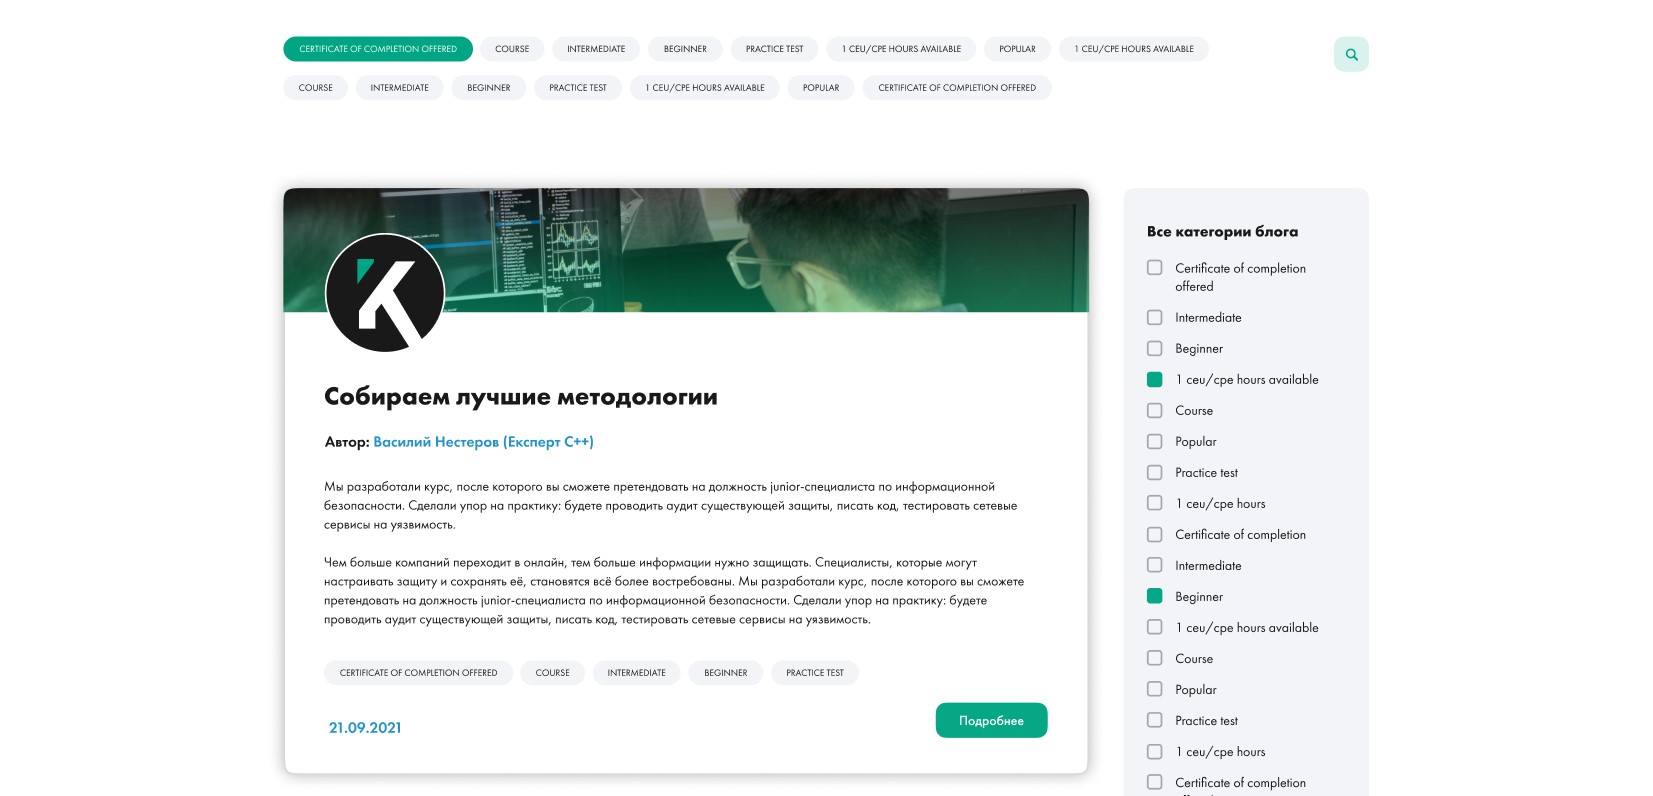 CERTIFICATE OF COMPLETION OFFERED COURSE INTERMEDIATE BEGINNER PRACTICE TEST 1 CEU/CPE HOURS AVAILABLE POPULAR 1 CEU/CPE HOURS AVAILABLE
COURSE INTERMEDIATE BEGINNER PRACTICE TEST 1 CEU/CPE HOURS AVAILABLE POPULAR CERTIFICATE OF COMPLETION OFFERED
K
Собираем лучшие методологии
Автор: Василий Нестеров (Експерт С++)
Мы разработали курс, после которого вы сможете претендовать на должность junior-специалиста по информационной
безопасности. Сделали упор на практику: будете проводить аудит существующей защиты, писать код, тестировать сетевые
сервисы на уязвимость.
Чем больше компаний переходит в онлайн, тем больше информации нужно защищать. Специалисты, которые могут
настраивать защиту и сохранять её, становятся всё более востребованы. Мы разработали курс, после которого вы сможете
претендовать на должность junior-специалиста по информационной безопасности. Сделали упор на практику: будете
проводить аудит существующей защиты, писать код, тестировать сетевые сервисы на уязвимость.
CERTIFICATE OF COMPLETION OFFERED COURSE INTERMEDIATE BEGINNER PRACTICE TEST
21.09.2021
Подробнее
Все категории блога
Certificate of completion
offered
Intermediate
Beginner
1 ceu/cpe hours available
Course
Popular
Practice test
1 ceu/cpe hours
Certificate of completion
Intermediate
Beginner
1 ceu/cpe hours available
Course
Popular
Practice test
1 ceu/cpe hours
Certificate of completion